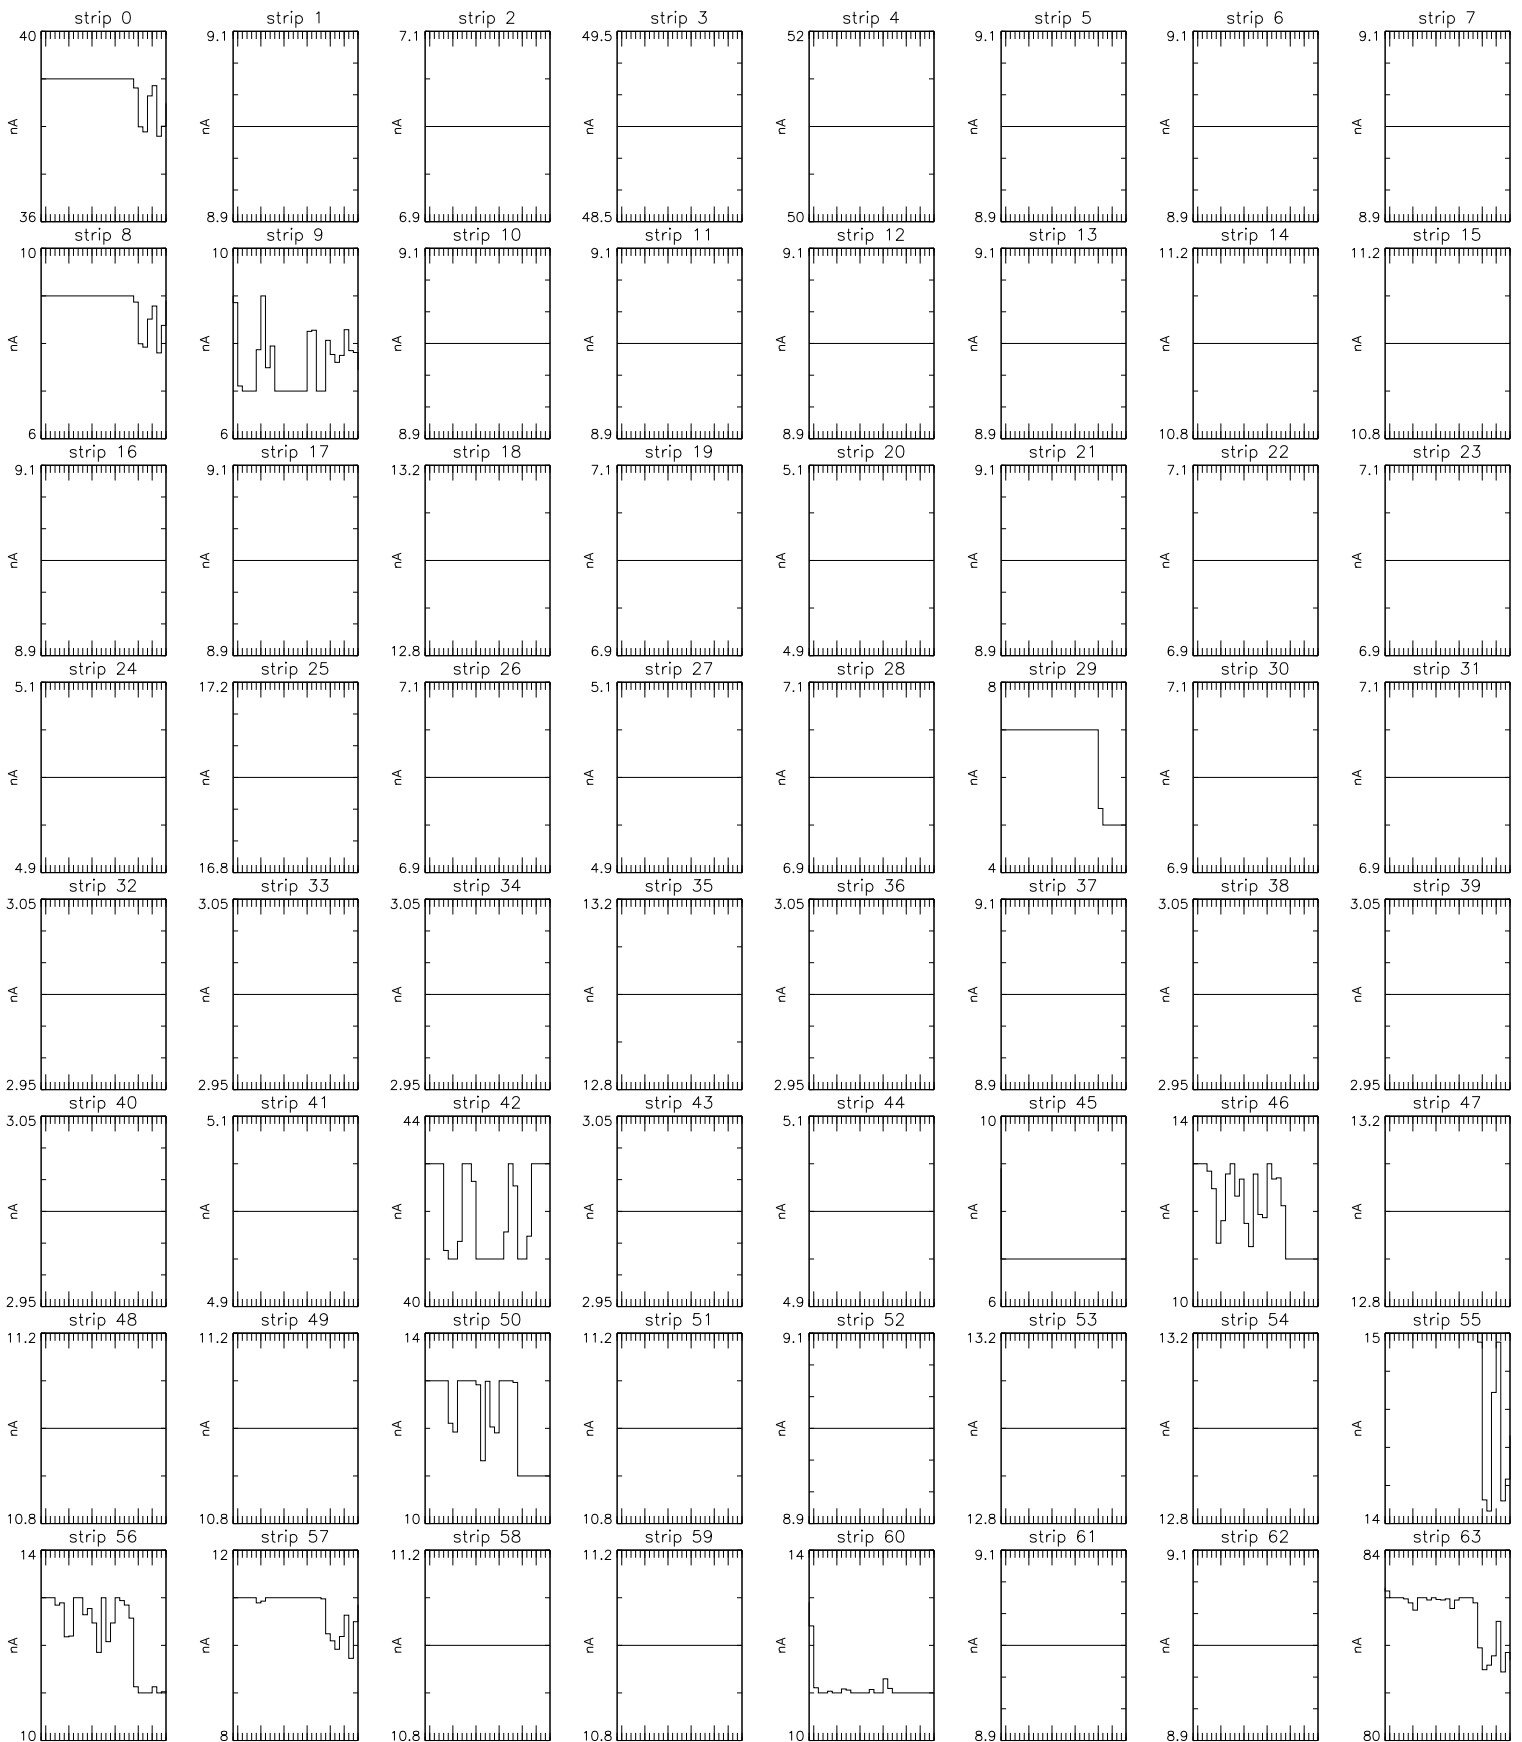 strip 0 strip 1 strip 2 strip 3 strip 4 strip 5 strip 6 strip 7
40 9.1 7.1 49.5 52 9.1 9.1 9.1
nA nA nA nA nA nA nA nA
36 8.9 6.9 48.5 50 8.9 8.9 8.9
strip 8 strip 9 strip 10 strip 11 strip 12 strip 13 strip 14 strip 15
10 10 9.1 9.1 9.1 9.1 11.2 11.2
nA nA nA nA nA nA nA nA
6 6 8.9 8.9 8.9 8.9 10.8 10.8
strip 16 strip 17 strip 18 strip 19 strip 20 strip 21 strip 22 strip 23
9.1 9.1 13.2 7.1 5.1 9.1 7.1 7.1
nA nA nA nA nA nA nA nA
8.9 8.9 12.8 6.9 4.9 8.9 6.9 6.9
strip 24 strip 25 strip 26 strip 27 strip 28 strip 29 strip 30 strip 31
5.1 17.2 7.1 5.1 7.1 8 7.1 7.1
nA nA nA nA nA nA nA nA
4.9 16.8 6.9 4.9 6.9 4 6.9 6.9
strip 32 strip 33 strip 34 strip 35 strip 36 strip 37 strip 38 strip 39
3.05 3.05 3.05 13.2 3.05 9.1 3.05 3.05
nA nA nA nA nA nA nA nA
2.95 2.95 2.95 12.8 2.95 8.9 2.95 2.95
strip 40 strip 41 strip 42 strip 43 strip 44 strip 45 strip 46 strip 47
3.05 5.1 44 3.05 5.1 10 14 13.2
nA nA nA nA nA nA nA nA
2.95 4.9 40 2.95 4.9 6 10 12.8
strip 48 strip 49 strip 50 strip 51 strip 52 strip 53 strip 54 strip 55
11.2 11.2 14 11.2 9.1 13.2 13.2 15
nA nA nA nA nA nA nA nA
10.8 10.8 10 10.8 8.9 12.8 12.8 14
strip 56 strip 57 strip 58 strip 59 strip 60 strip 61 strip 62 strip 63
14 12 11.2 11.2 14 9.1 9.1 84
nA nA nA nA nA nA nA nA
10 8 10.8 10.8 10 8.9 8.9 80